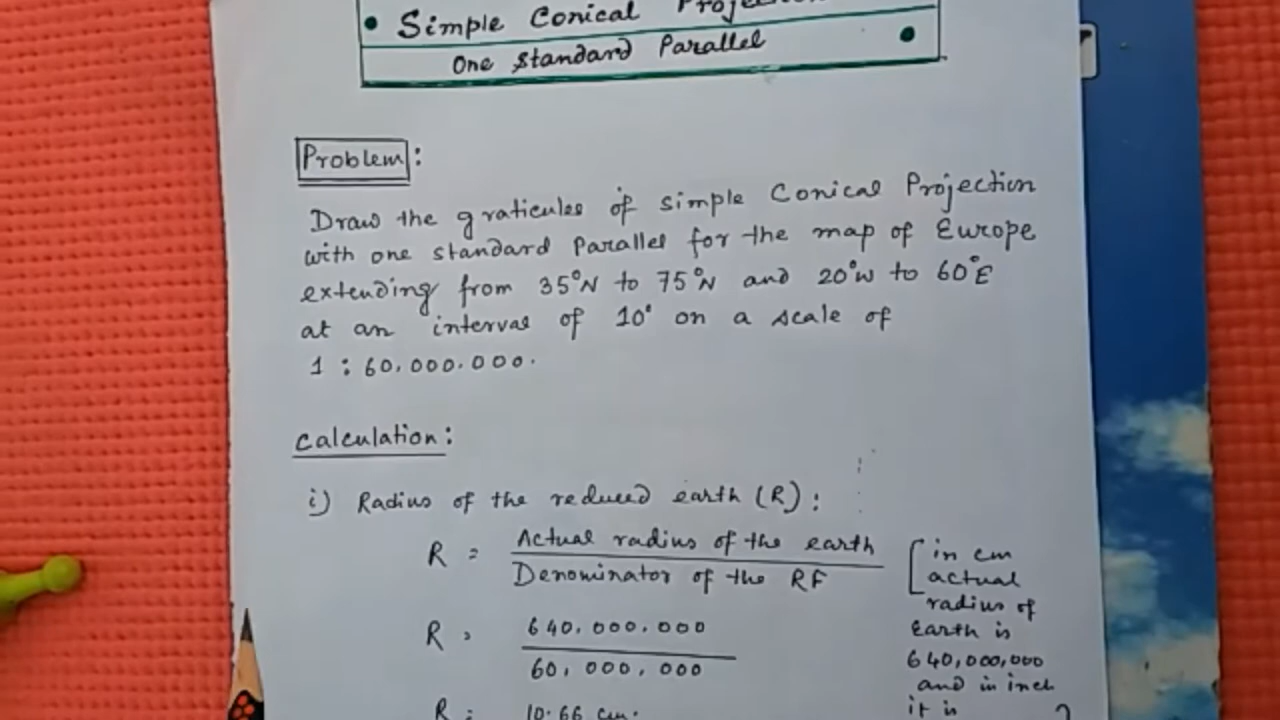 • Simple Conical Projection
One Standard Parallel •
Problem:
Draw the graticules of simple Conical Projection
with one standard Parallel for the map of Europe
extending from 35°N to 75°N and 20°W to 60°E
at an interval of 10° on a scale of
1 : 60,000.000.
Calculation:
i) Radius of the reduced earth (R):
R = Actual radius of the earth
Denominator of the RF
R = 640,000,000
60,000,000
R = 10.66 cm.
[in cm
actual
radius of
Earth is
640,000,000
and in inch
it is